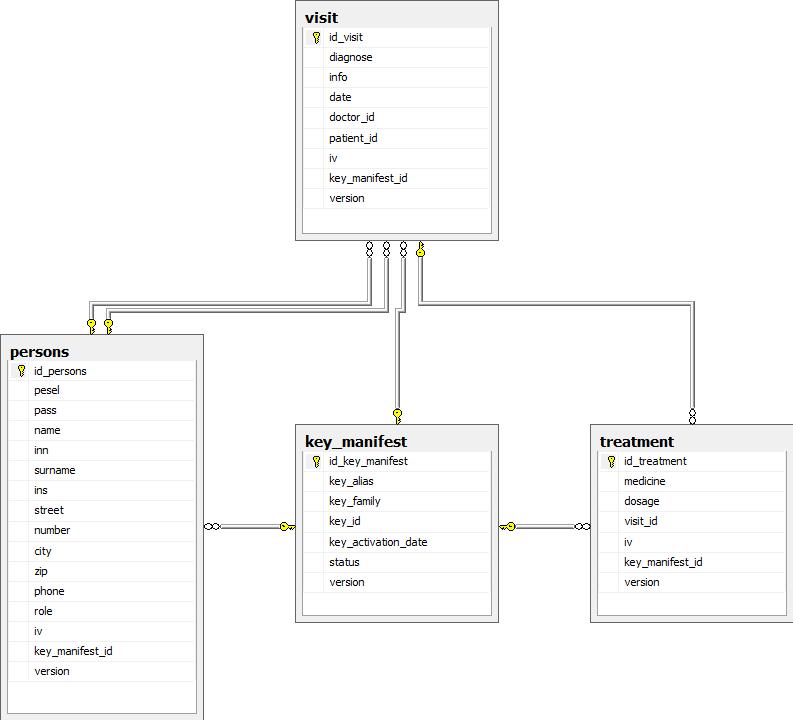 visit
id_visit
diagnose
info
date
doctor_id
patient_id
iv
key_manifest_id
version
persons
id_persons
pesel
pass
name
inn
surname
ins
street
number
city
zip
phone
role
iv
key_manifest_id
version
key_manifest
id_key_manifest
key_alias
key_family
key_id
key_activation_date
status
version
treatment
id_treatment
medicine
dosage
visit_id
iv
key_manifest_id
version